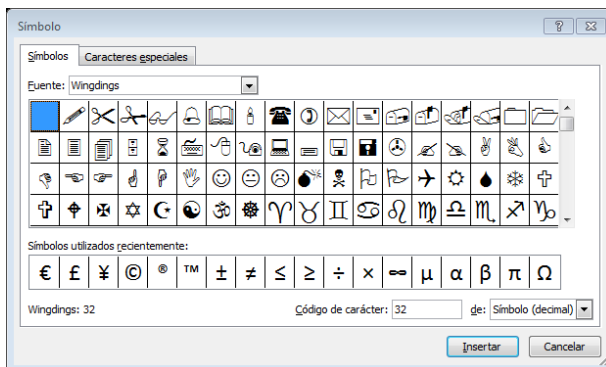 Símbolo
Símbolos Caracteres especiales
Fuente: Wingdings
Símbolos utilizados recientemente:
€ £ ¥ © ® ™ ± ≠ ≤ ≥ ÷ × ∞ µ α β π Ω
Wingdings: 32 Código de carácter: 32 de: Símbolo (decimal)
Insertar Cancelar